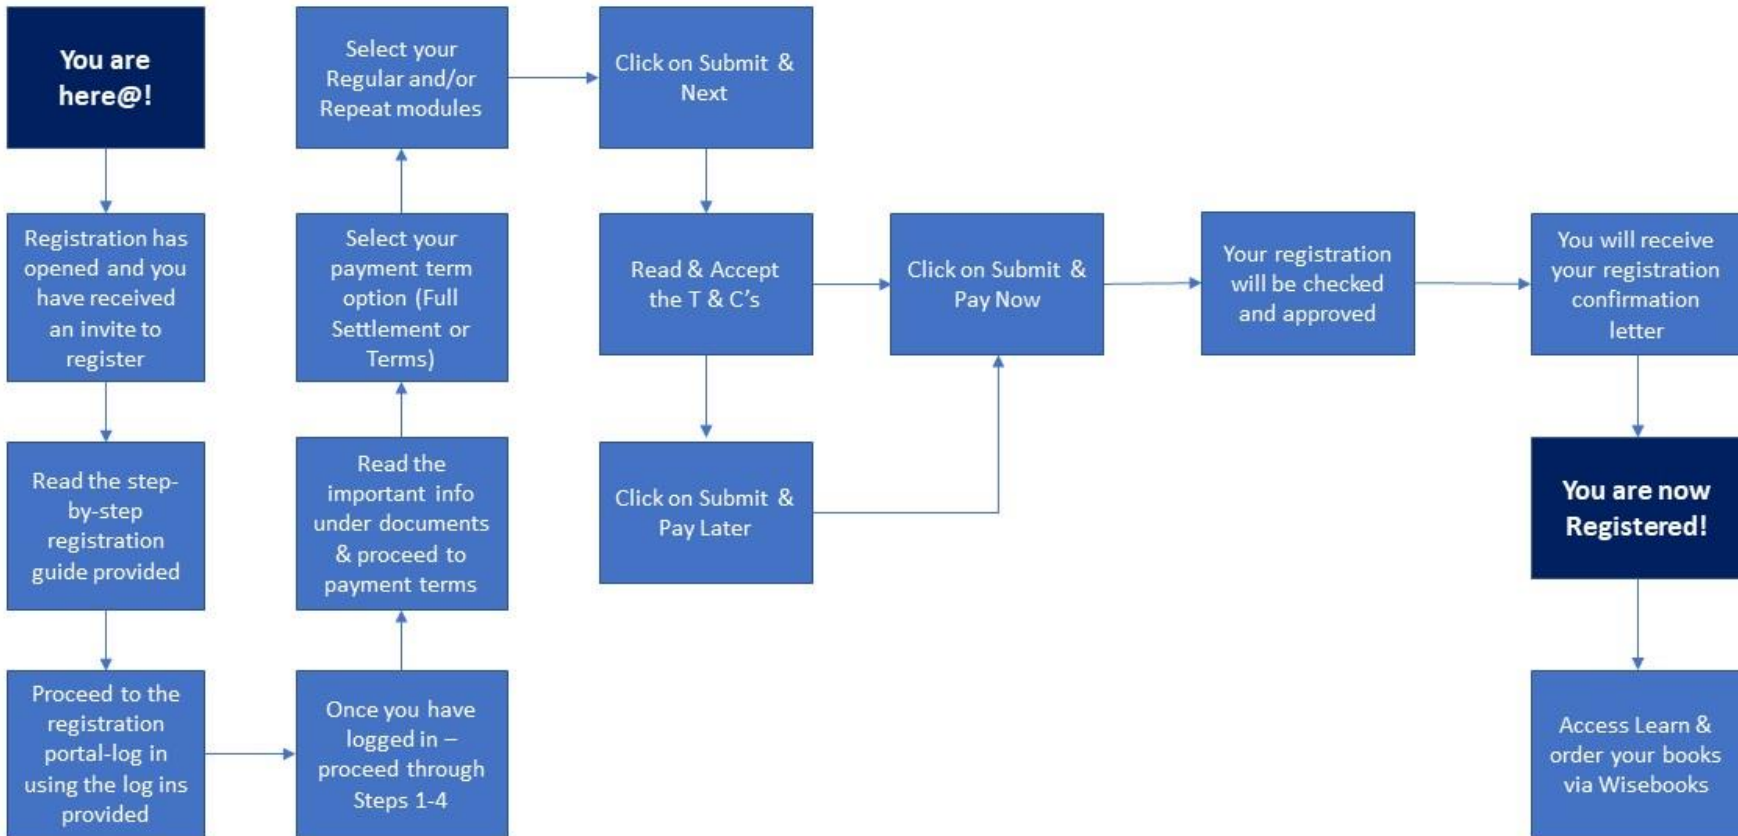 You are
here@!
Registration has
opened and you
have received
an invite to
register
Read the step-
by-step
registration
guide provided
Proceed to the
registration
portal-log in
using the log ins
provided
Once you have
logged in –
proceed through
Steps 1-4
Read the
important info
under documents
& proceed to
payment terms
Select your
payment term
option (Full
Settlement or
Terms)
Select your
Regular and/or
Repeat modules
Click on Submit &
Next
Read & Accept
the T & C’s
Click on Submit &
Pay Later
Click on Submit &
Pay Now
Your registration
will be checked
and approved
You will receive
your registration
confirmation
letter
You are now
Registered!
Access Learn &
order your books
via Wisebooks